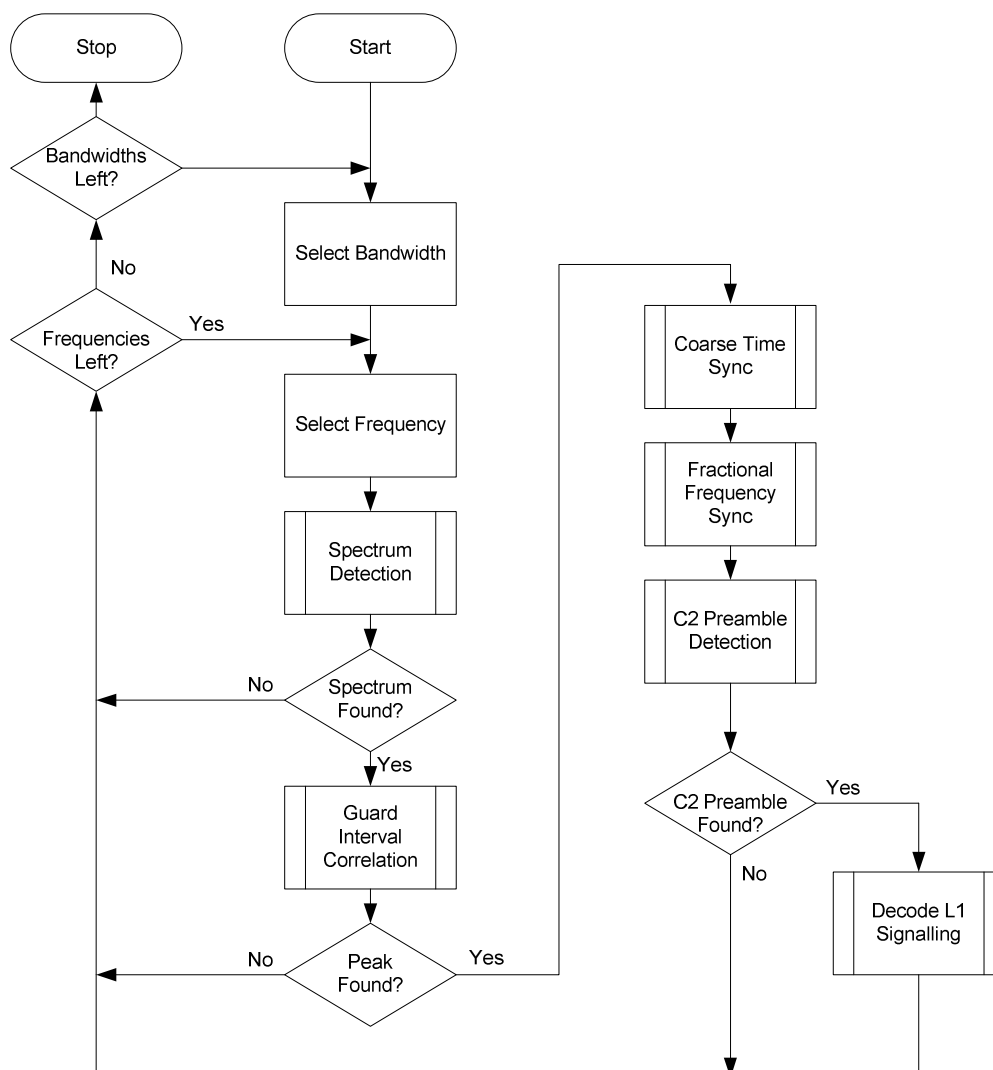 Stop
Start
Bandwidths
Left?
Select Bandwidth
No
Frequencies
Left?
Yes
Select Frequency
Spectrum
Detection
No
Spectrum
Found?
Yes
Guard
Interval
Correlation
No
Peak
Found?
Yes
Coarse Time
Sync
Fractional
Frequency
Sync
C2 Preamble
Detection
C2 Preamble
Found?
Yes
No
Decode L1
Signalling